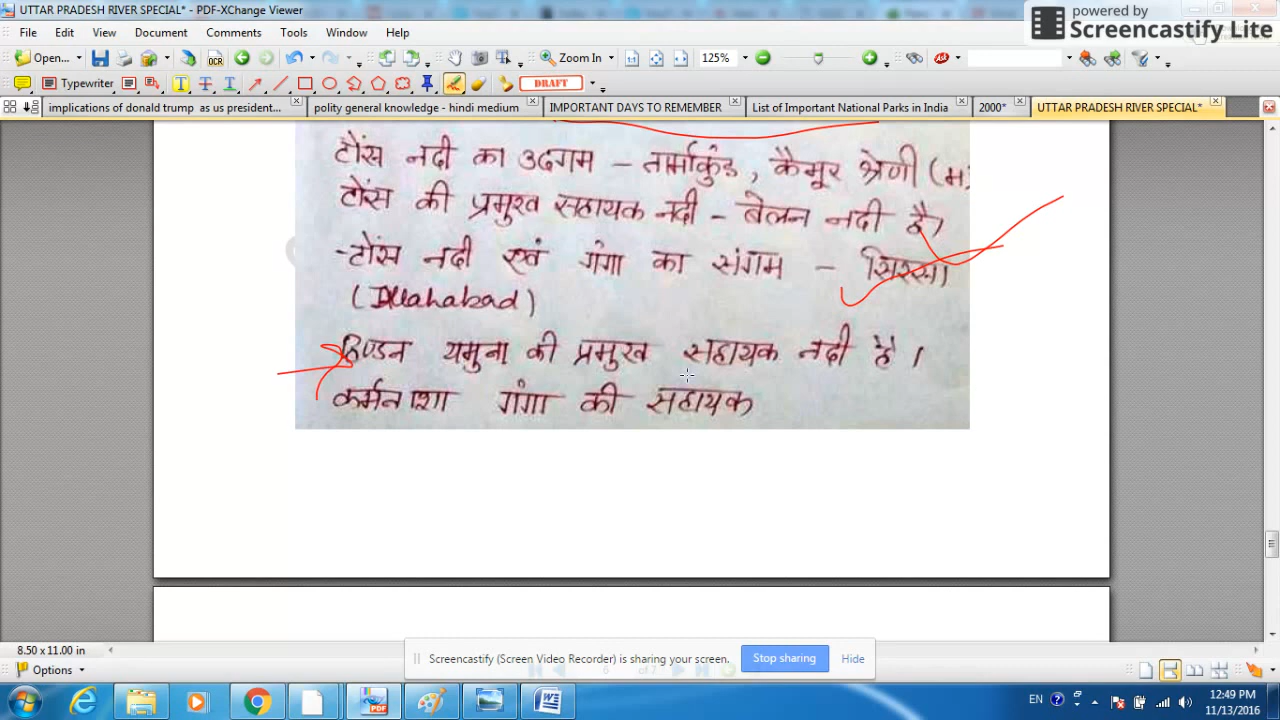 UTTAR PRADESH RIVER SPECIAL* - PDF-XChange Viewer
powered by
Screencastify Lite
File Edit View Document Comments Tools Window Help
Open... OCR Zoom In 125%
Typewriter T T T DRAFT
implications of donald trump as us president... polity general knowledge - hindi medium IMPORTANT DAYS TO REMEMBER List of Important National Parks in India 2000* UTTAR PRADESH RIVER SPECIAL*
टोंस नदी का उदगम – तार्माकुंड, कैमूर श्रेणी (म
टोंस की प्रमुख सहायक नदी – बेलन नदी है।
- टोंस नदी एवं गंगा का संगम – सिरसा
(Allahabad)
हिण्डन यमुना की प्रमुख सहायक नदी है।
कर्मनाशा गंगा की सहायक
8.50 x 11.00 in
Screencastify (Screen Video Recorder) is sharing your screen. Stop sharing Hide
Options
EN 12:49 PM
11/13/2016